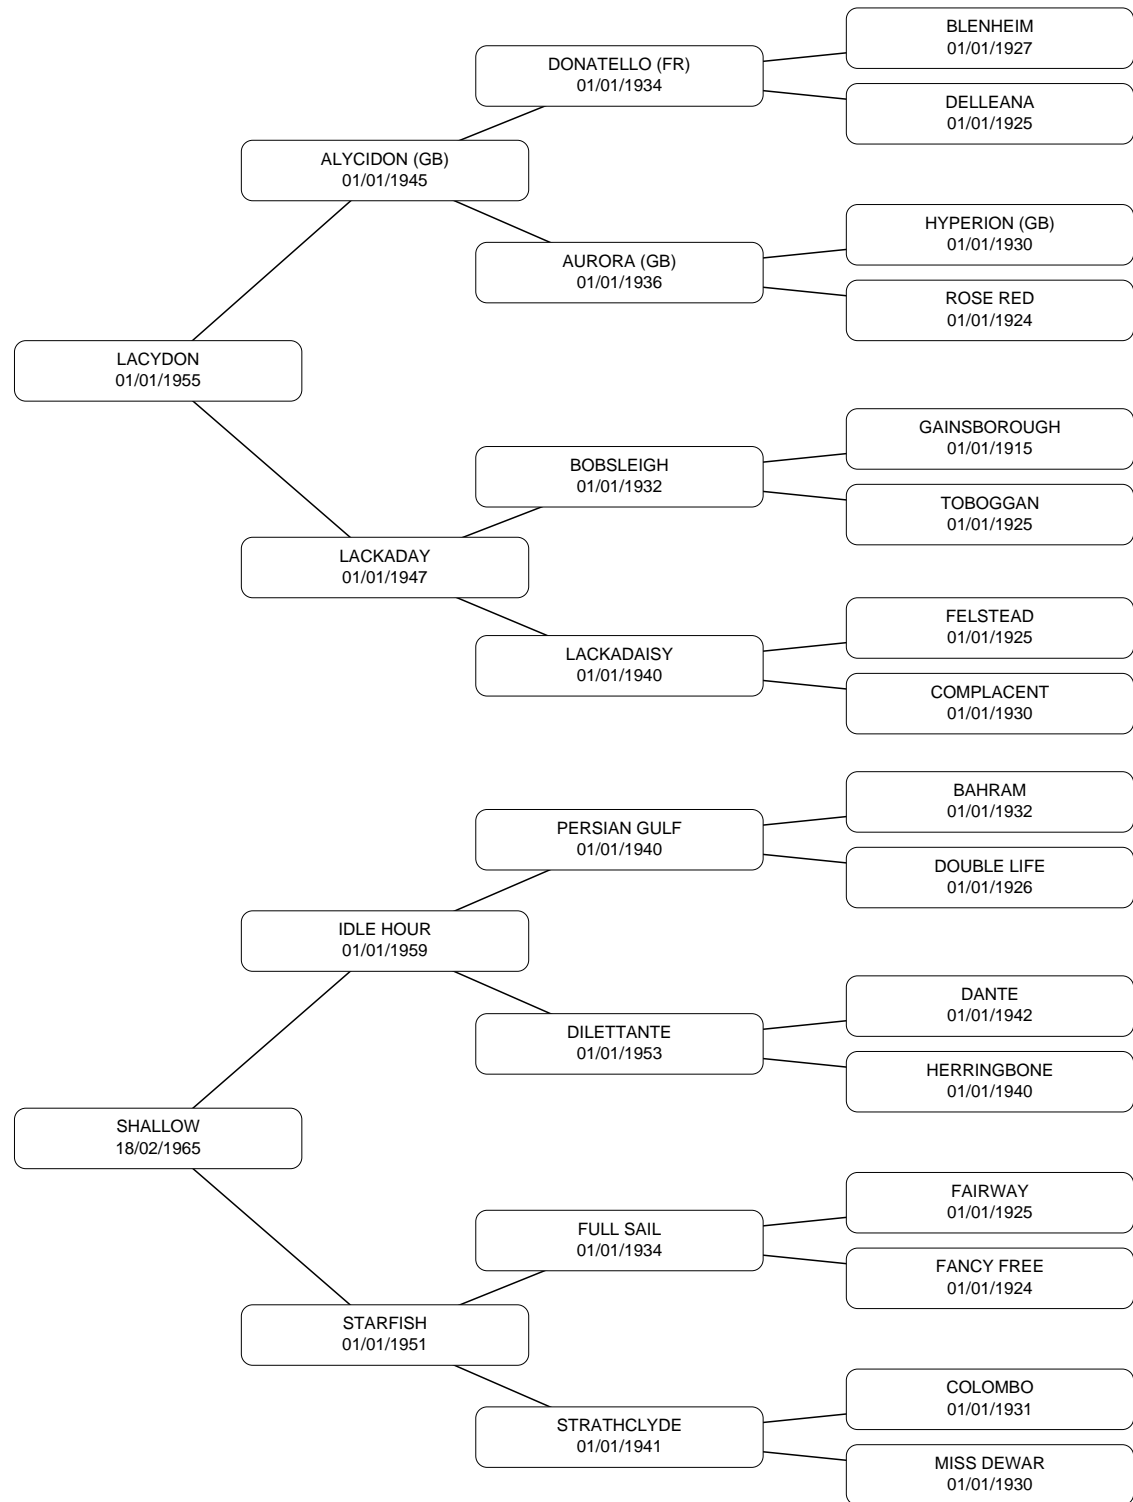 BLENHEIM
01/01/1927
DONATELLO (FR)
01/01/1934
DELLEANA
01/01/1925
ALYCIDON (GB)
01/01/1945
HYPERION (GB)
01/01/1930
AURORA (GB)
01/01/1936
ROSE RED
01/01/1924
LACYDON
01/01/1955
GAINSBOROUGH
01/01/1915
BOBSLEIGH
01/01/1932
TOBOGGAN
01/01/1925
LACKADAY
01/01/1947
FELSTEAD
01/01/1925
LACKADAISY
01/01/1940
COMPLACENT
01/01/1930
BAHRAM
01/01/1932
PERSIAN GULF
01/01/1940
DOUBLE LIFE
01/01/1926
IDLE HOUR
01/01/1959
DANTE
01/01/1942
DILETTANTE
01/01/1953
HERRINGBONE
01/01/1940
SHALLOW
18/02/1965
FAIRWAY
01/01/1925
FULL SAIL
01/01/1934
FANCY FREE
01/01/1924
STARFISH
01/01/1951
COLOMBO
01/01/1931
STRATHCLYDE
01/01/1941
MISS DEWAR
01/01/1930